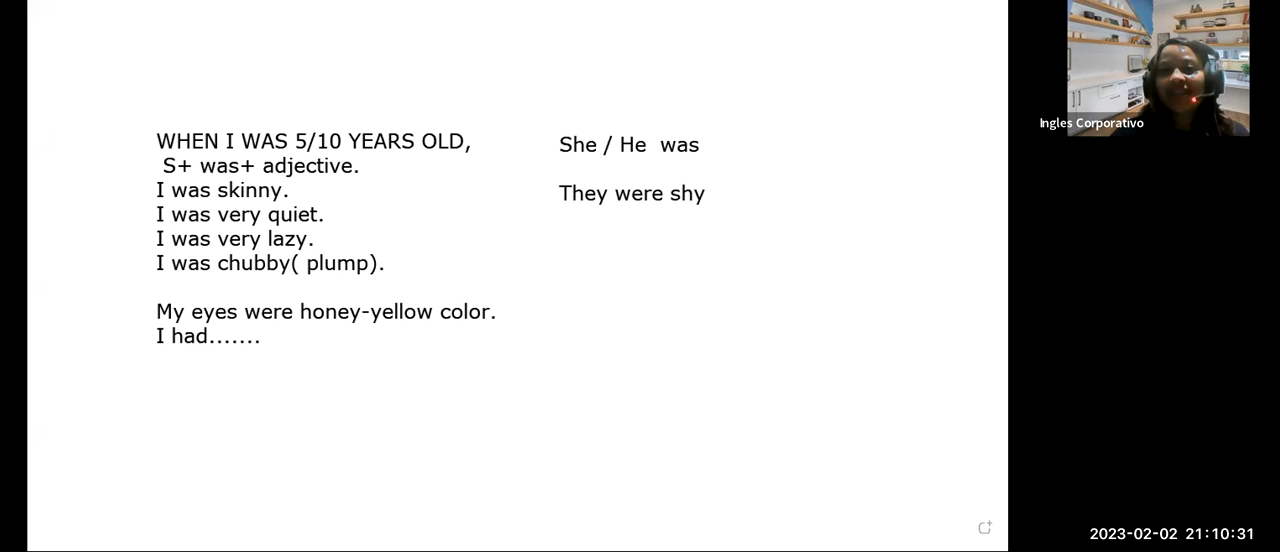 WHEN I WAS 5/10 YEARS OLD,
S+ was+ adjective.
I was skinny.
I was very quiet.
I was very lazy.
I was chubby( plump).
My eyes were honey-yellow color.
I had.......
She / He  was
They were shy
Ingles Corporativo
2023-02-02 21:10:31